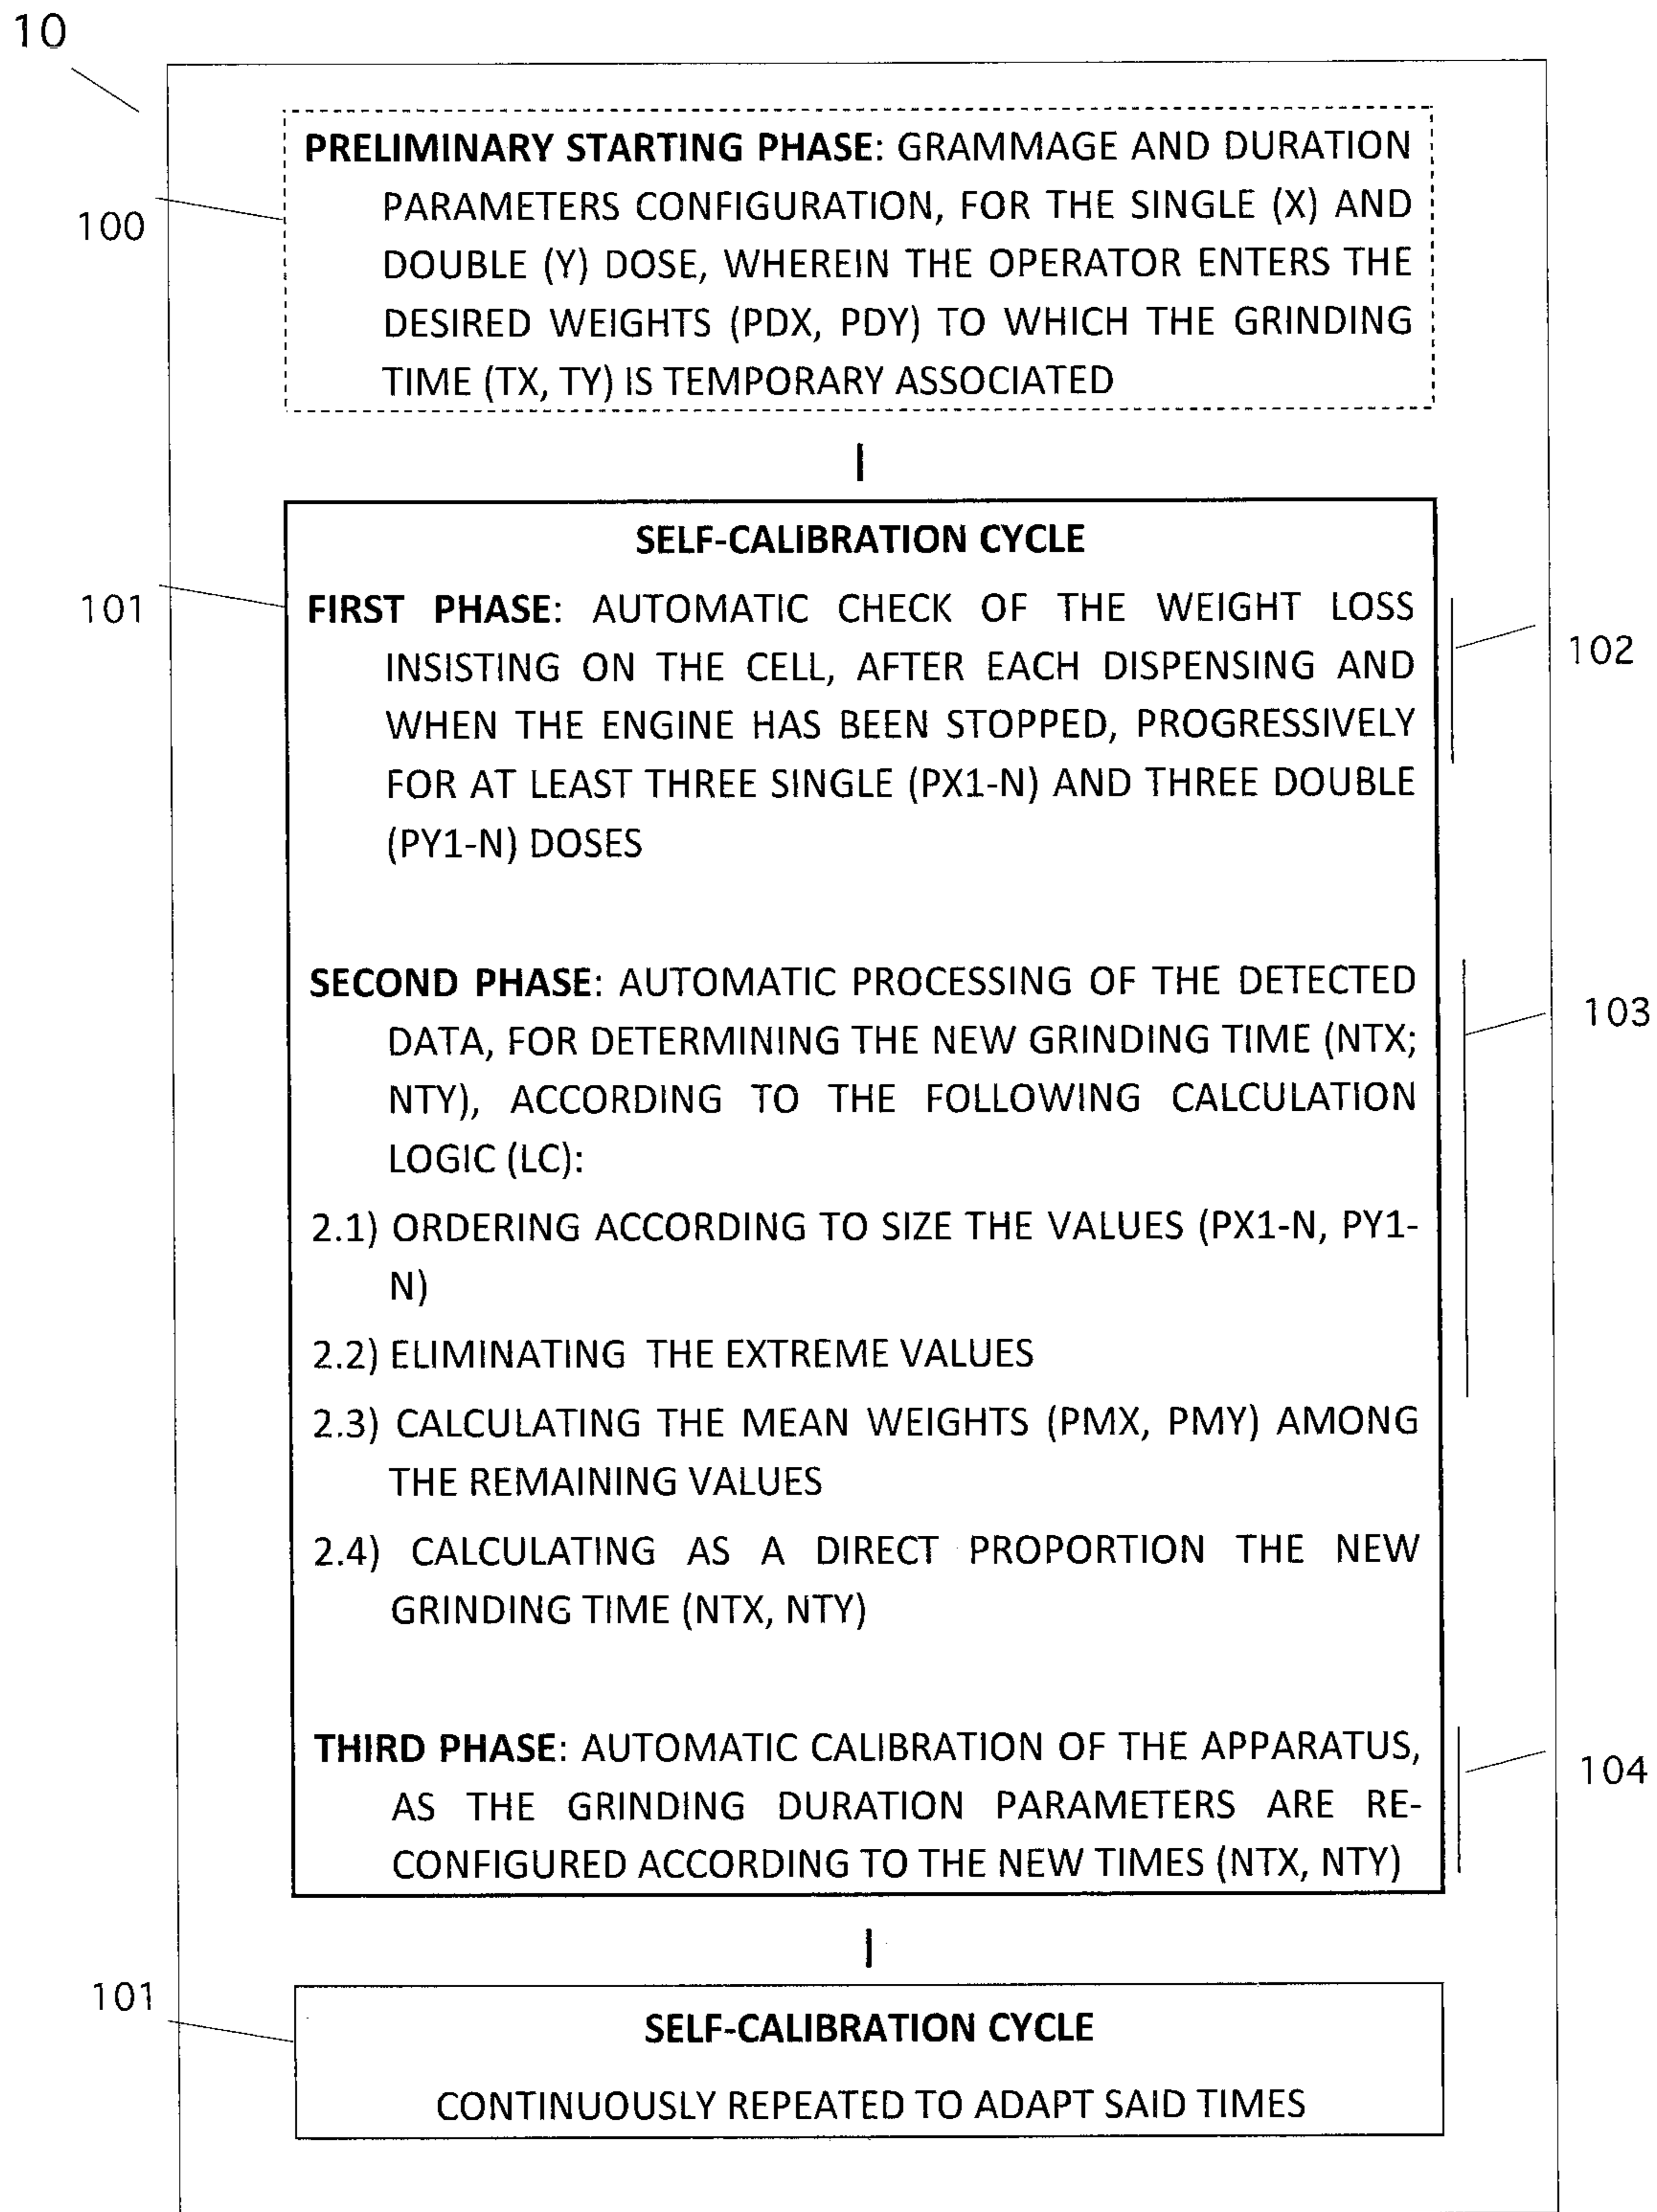 10
PRELIMINARY STARTING PHASE: GRAMMAGE AND DURATION
PARAMETERS CONFIGURATION, FOR THE SINGLE (X) AND
100
DOUBLE (Y) DOSE, WHEREIN THE OPERATOR ENTERS THE
DESIRED WEIGHTS (PDX, PDY) TO WHICH THE GRINDING
TIME (TX, TY) IS TEMPORARY ASSOCIATED
SELF-CALIBRATION CYCLE
101
FIRST PHASE: AUTOMATIC CHECK OF THE WEIGHT LOSS
102
INSISTING ON THE CELL, AFTER EACH DISPENSING AND
WHEN THE ENGINE HAS BEEN STOPPED, PROGRESSIVELY
FOR AT LEAST THREE SINGLE (PX1-N) AND THREE DOUBLE
(PY1-N) DOSES
SECOND PHASE: AUTOMATIC PROCESSING OF THE DETECTED
103
DATA, FOR DETERMINING THE NEW GRINDING TIME (NTX;
NTY), ACCORDING TO THE FOLLOWING CALCULATION
LOGIC (LC):
2.1) ORDERING ACCORDING TO SIZE THE VALUES (PX1-N, PY1-
N)
2.2) ELIMINATING THE EXTREME VALUES
2.3) CALCULATING THE MEAN WEIGHTS (PMX, PMY) AMONG
THE REMAINING VALUES
2.4) CALCULATING AS A DIRECT PROPORTION THE NEW
GRINDING TIME (NTX, NTY)
THIRD PHASE: AUTOMATIC CALIBRATION OF THE APPARATUS,
104
AS THE GRINDING DURATION PARAMETERS ARE RE-
CONFIGURED ACCORDING TO THE NEW TIMES (NTX, NTY)
101
SELF-CALIBRATION CYCLE
CONTINUOUSLY REPEATED TO ADAPT SAID TIMES